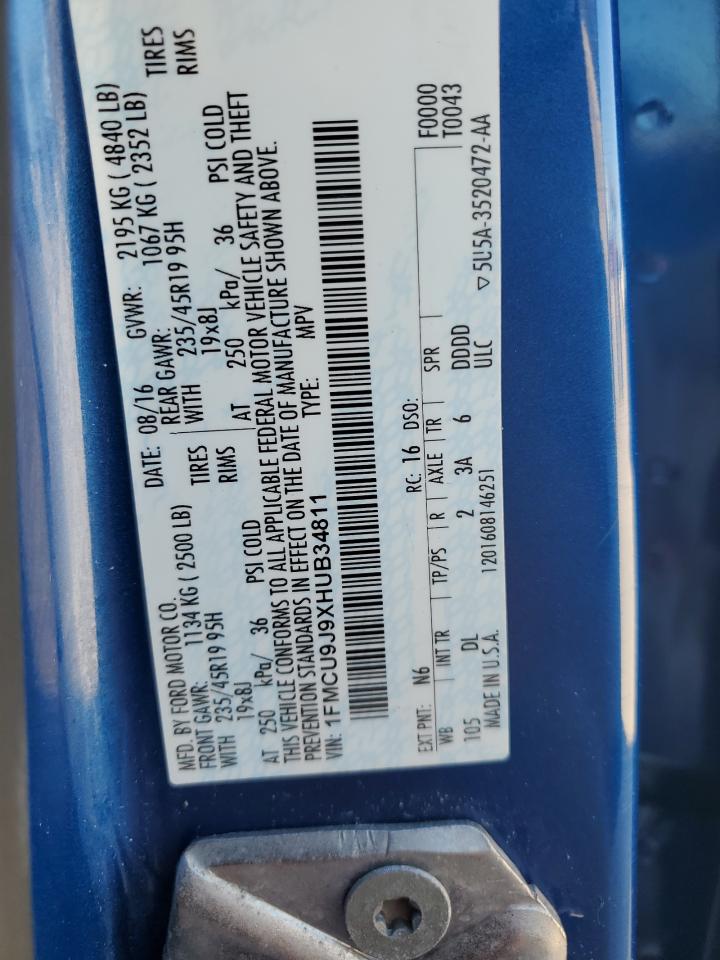 MFD. BY FORD MOTOR CO. DATE: 08/16 GVWR: 2195 KG ( 4840 LB)
FRONT GAWR: 1134 KG ( 2500 LB) REAR GAWR: 1067 KG ( 2352 LB)
WITH 235/45R19 95H TIRES WITH 235/45R19 95H TIRES
19x8J RIMS 19x8J RIMS
AT 250 kPa/ 36 PSI COLD AT 250 kPa/ 36 PSI COLD
THIS VEHICLE CONFORMS TO ALL APPLICABLE FEDERAL MOTOR VEHICLE SAFETY AND THEFT
PREVENTION STANDARDS IN EFFECT ON THE DATE OF MANUFACTURE SHOWN ABOVE.
VIN: 1FMCU9J9XHUB34811 TYPE: MPV
EXT PNT: N6 RC: 16 DSO: F0000
WB INT TR TP/PS R AXLE TR SPR T0043
105 DL 2 3A 6 DDDD
MADE IN U.S.A. 1201608146251 ULC ▽5U5A-3520472-AA